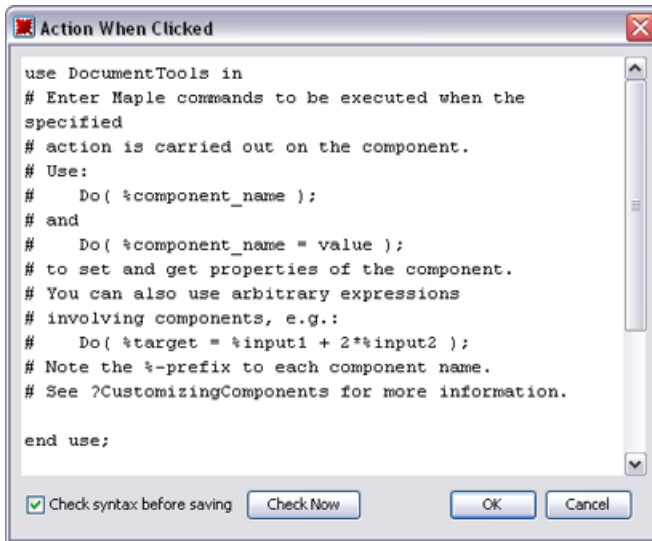 Action When Clicked
use DocumentTools in
# Enter Maple commands to be executed when the
specified
# action is carried out on the component.
# Use:
#    Do( %component_name );
# and
#    Do( %component_name = value );
# to set and get properties of the component.
# You can also use arbitrary expressions
# involving components, e.g.:
#    Do( %target = %input1 + 2*%input2 );
# Note the %-prefix to each component name.
# See ?CustomizingComponents for more information.
end use;
Check syntax before saving Check Now OK Cancel